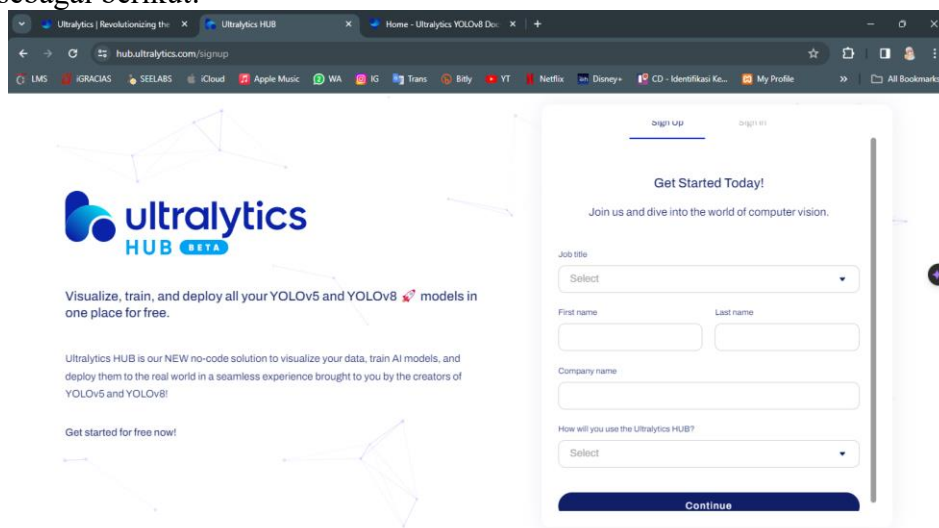 sebagai berikut:
Ultralytics | Revolutionizing the
Ultralytics HUB
Home - Ultralytics YOLOv8 Doc
hub.ultralytics.com/signup
LMS iGRACIAS SEELABS iCloud Apple Music WA IG Trans Bitly YT Netflix Disney+ CD - Identifikasi Ke... My Profile » All Bookmarks
ultralytics
HUB BETA
Visualize, train, and deploy all your YOLOv5 and YOLOv8 🚀 models in
one place for free.
Ultralytics HUB is our NEW no-code solution to visualize your data, train AI models, and
deploy them to the real world in a seamless experience brought to you by the creators of
YOLOv5 and YOLOv8!
Get started for free now!
Sign Up Sign In
Get Started Today!
Join us and dive into the world of computer vision.
Job title
Select
First name Last name
Company name
How will you use the Ultralytics HUB?
Select
Continue